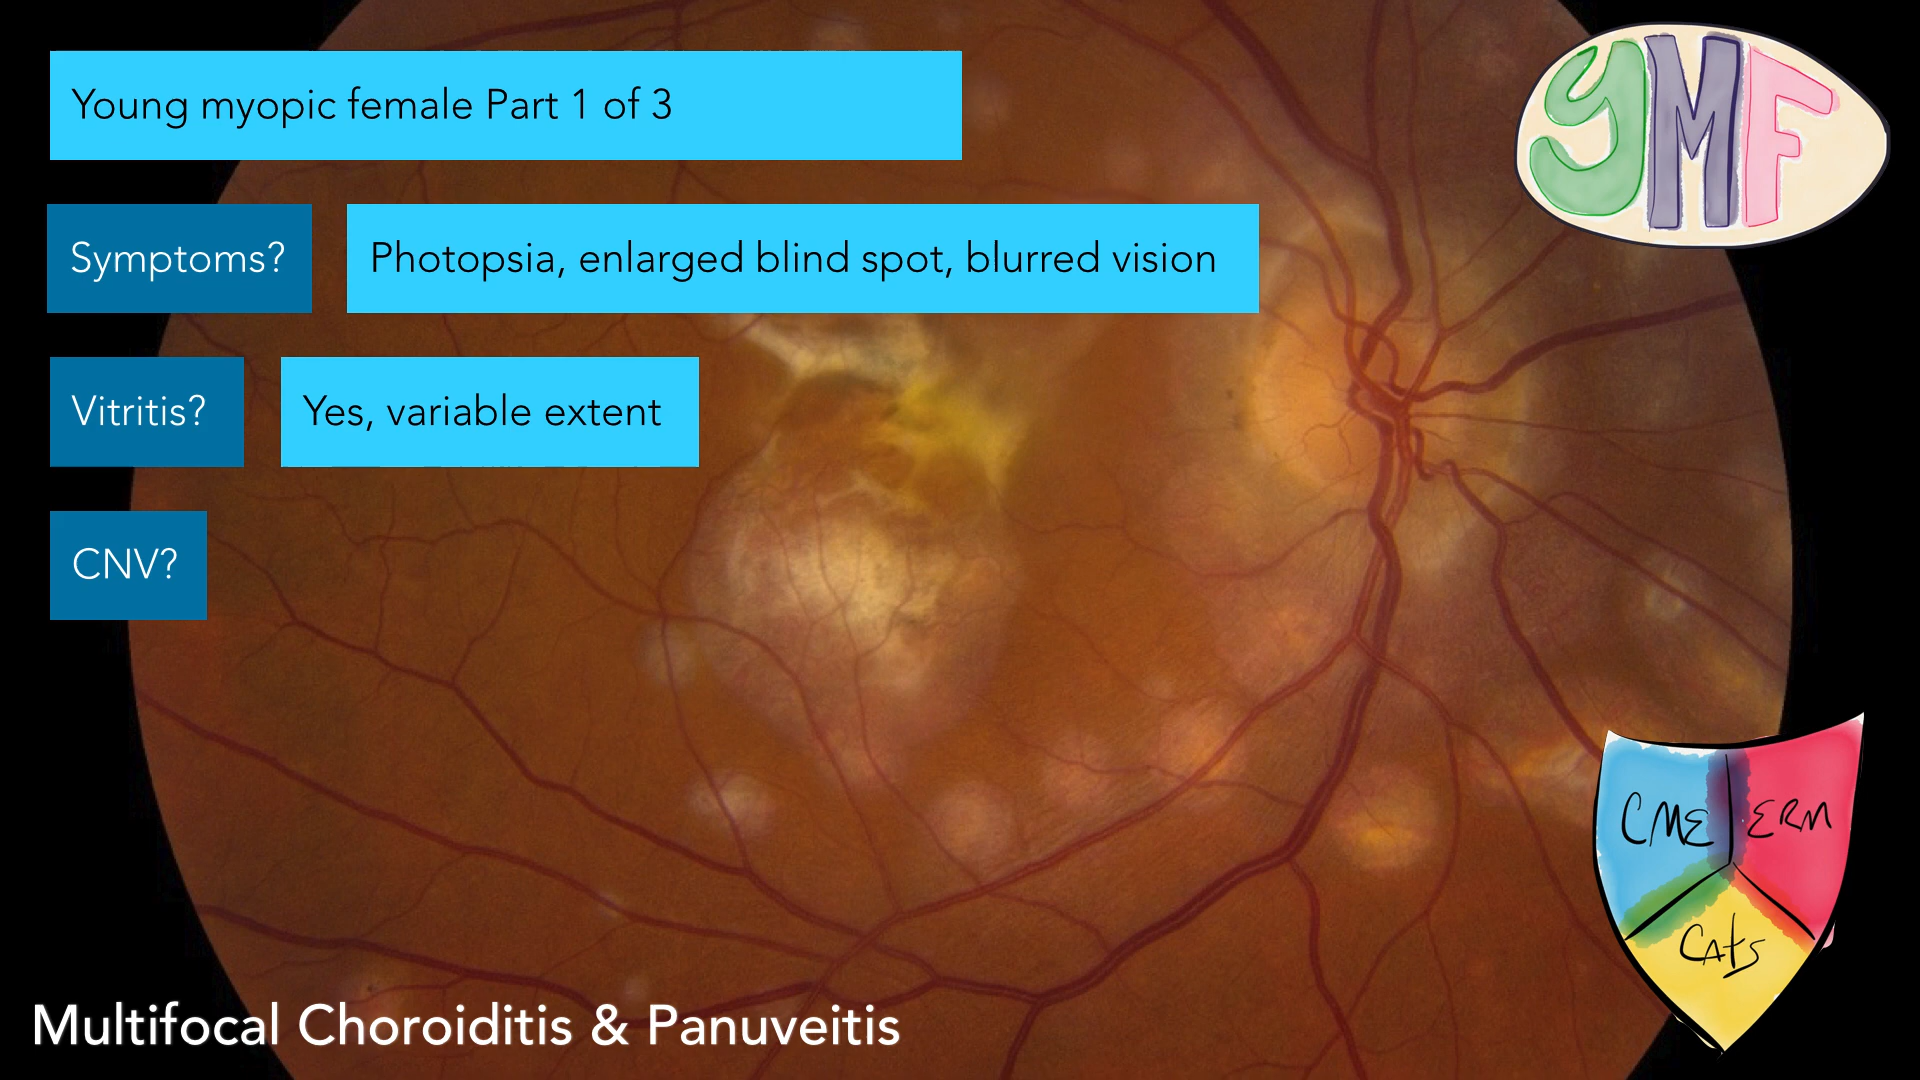 Young myopic female Part 1 of 3
YMF
Symptoms?
Photopsia, enlarged blind spot, blurred vision
Vitritis?
Yes, variable extent
CNV?
CME
ERM
CAtS
Multifocal Choroiditis & Panuveitis